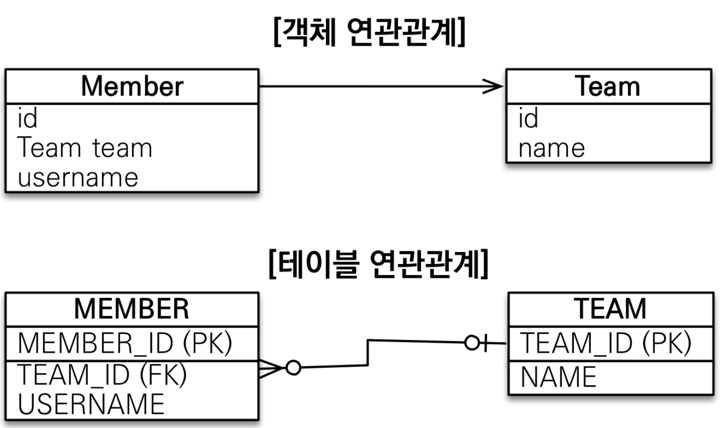 [객체 연관관계]
Member
id
Team team
username
Team
id
name
[테이블 연관관계]
MEMBER
MEMBER_ID (PK)
TEAM_ID (FK)
USERNAME
TEAM
TEAM_ID (PK)
NAME